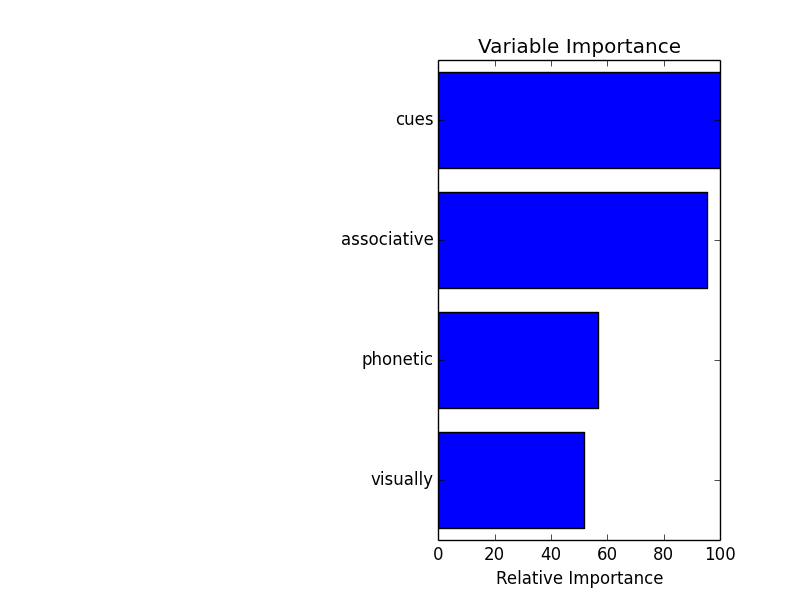 Variable Importance
cues
associative
phonetic
visually
0 20 40 60 80 100
Relative Importance